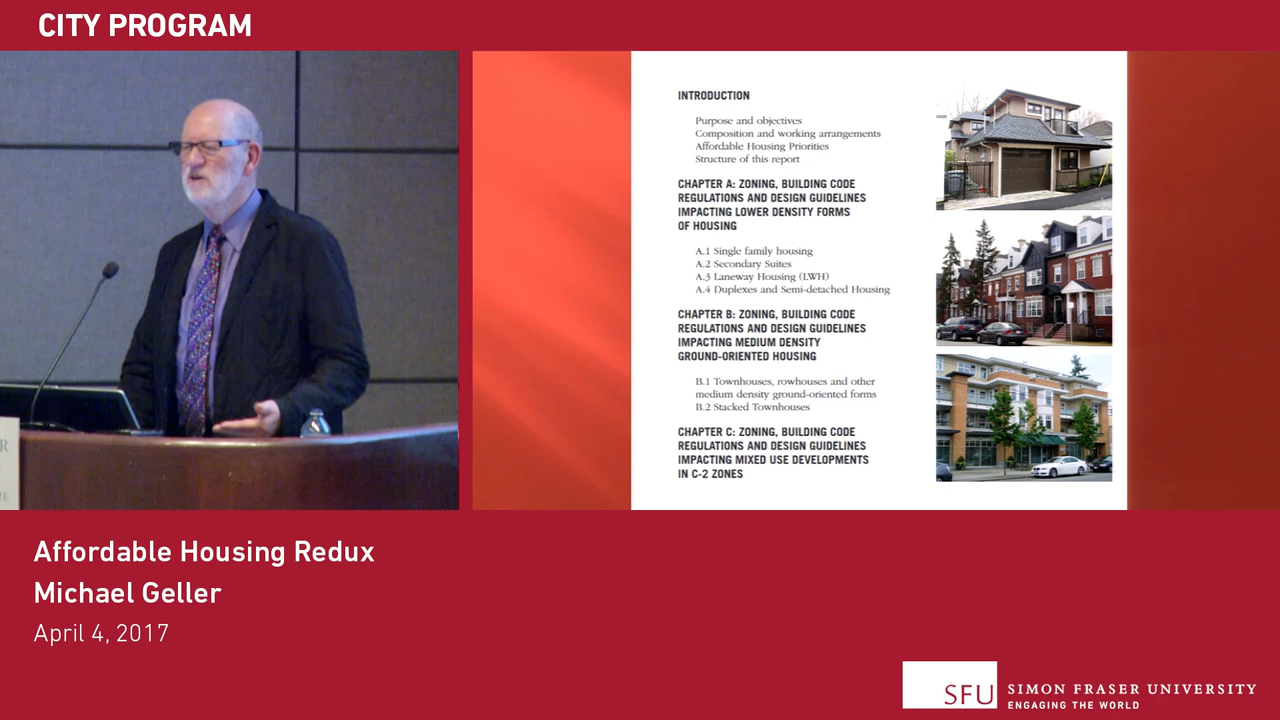 CITY PROGRAM
INTRODUCTION
Purpose and objectives
Composition and working arrangements
Affordable Housing Priorities
Structure of this report
CHAPTER A: ZONING, BUILDING CODE
REGULATIONS AND DESIGN GUIDELINES
IMPACTING LOWER DENSITY FORMS
OF HOUSING
A.1 Single family housing
A.2 Secondary Suites
A.3 Laneway Housing (LWH)
A.4 Duplexes and Semi-detached Housing
CHAPTER B: ZONING, BUILDING CODE
REGULATIONS AND DESIGN GUIDELINES
IMPACTING MEDIUM DENSITY
GROUND-ORIENTED HOUSING
B.1 Townhouses, rowhouses and other
medium density ground-oriented forms
B.2 Stacked Townhouses
CHAPTER C: ZONING, BUILDING CODE
REGULATIONS AND DESIGN GUIDELINES
IMPACTING MIXED USE DEVELOPMENTS
IN C-2 ZONES
Affordable Housing Redux
Michael Geller
April 4, 2017
SFU SIMON FRASER UNIVERSITY
ENGAGING THE WORLD